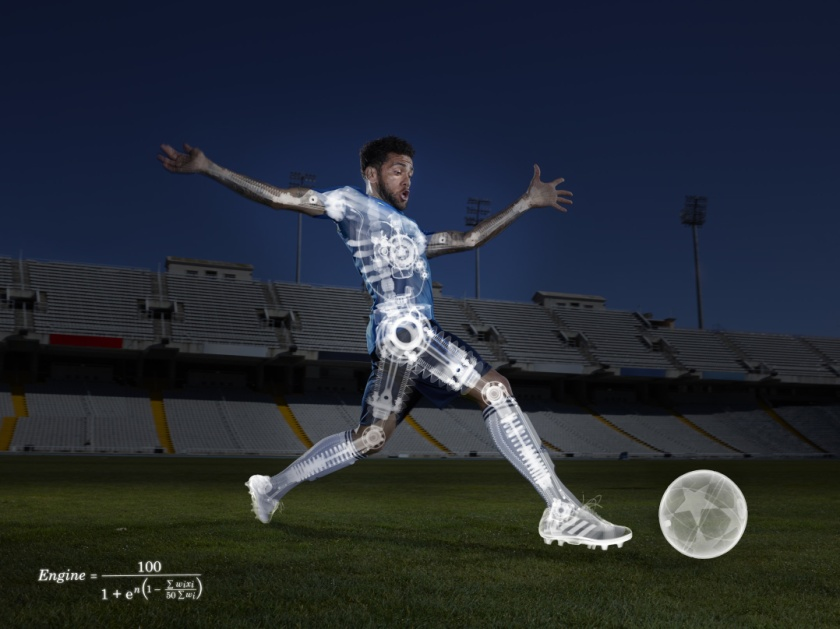 Engine = 100 / (1 + e^n(1 − Σ wixi / 50 Σ wi))